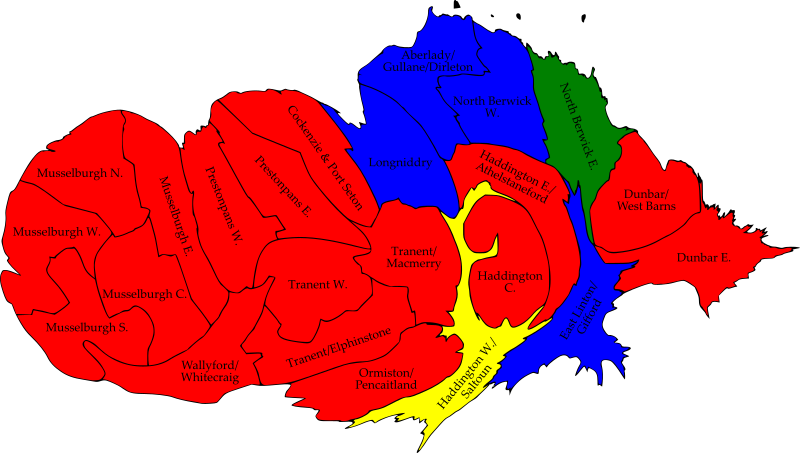 Aberlady/
Gullane/Dirleton
North Berwick
W.
North Berwick E.
Longniddry
Cockenzie & Port Seton
Haddington E./
Athelstaneford
Musselburgh N.
Musselburgh E.
Prestonpans W.
Prestonpans E.
Dunbar/
West Barns
Musselburgh W.
Tranent/
Macmerry
Dunbar E.
Haddington
C.
Tranent W.
Musselburgh C.
Musselburgh S.
East Linton/
Gifford
Tranent/Elphinstone
Wallyford/
Whitecraig
Ormiston/
Pencaitland
Haddington W./
Saltoun